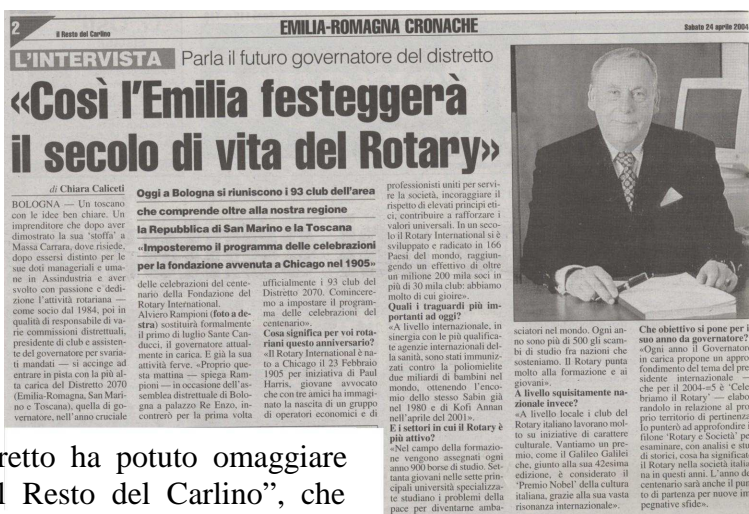 2
il Resto del Carlino
EMILIA-ROMAGNA CRONACHE
Sabato 24 aprile 2004
L'INTERVISTA Parla il futuro governatore del distretto
«Così l'Emilia festeggerà
il secolo di vita del Rotary»
di Chiara Caliceti
BOLOGNA — Un toscano
con le idee ben chiare. Un
imprenditore che dopo aver
dimostrato la sua 'stoffa' a
Massa Carrara, dove risiede,
dopo essersi distinto per le
sue doti manageriali e uma-
ne in Assindustria e aver
svolto con passione e dedi-
zione l'attività rotariana —
come socio dal 1984, poi in
qualità di responsabile di va-
rie commissioni distrettuali,
presidente di club e assisten-
te del governatore per svaria-
ti mandati — si accinge ad
entrare in pista con la più al-
ta carica del Distretto 2070
(Emilia-Romagna, San Mari-
no e Toscana), quella di go-
vernatore, nell'anno cruciale
Oggi a Bologna si riuniscono i 93 club dell'area
che comprende oltre alla nostra regione
la Repubblica di San Marino e la Toscana
«Imposteremo il programma delle celebrazioni
per la fondazione avvenuta a Chicago nel 1905»
delle celebrazioni del cente-
nario della Fondazione del
Rotary International.
Alviero Rampioni (foto a de-
stra) sostituirà formalmente
il primo di luglio Sante Can-
ducci, il governatore attual-
mente in carica. E già la sua
attività ferve. «Proprio que-
sta mattina — spiega Ram-
pioni — in occasione dell'as-
semblea distrettuale di Bolo-
gna a palazzo Re Enzo, in-
contrerò per la prima volta
ufficialmente i 93 club del
Distretto 2070. Comincere-
mo a impostare il program-
ma delle celebrazioni del
centenario».
Cosa significa per voi rota-
riani questo anniversario?
«Il Rotary International è na-
to a Chicago il 23 Febbraio
1905 per iniziativa di Paul
Harris, giovane avvocato
che con tre amici ha immagi-
nato la nascita di un gruppo
di operatori economici e di
professionisti uniti per servi-
re la società, incoraggiare il
rispetto di elevati principi eti-
ci, contribuire a rafforzare i
valori universali. In un seco-
lo il Rotary International si è
sviluppato e radicato in 166
Paesi del mondo, raggiun-
gendo un effettivo di oltre
un milione 200 mila soci in
più di 30 mila club: abbiamo
molto di cui gioire».
Quali i traguardi più im-
portanti ad oggi?
«A livello internazionale, in
sinergia con le più qualifica-
te agenzie internazionali del-
la sanità, sono stati immuniz-
zati contro la poliomielite
due miliardi di bambini nel
mondo, ottenendo l'enco-
mio dello stesso Sabin già
nel 1980 e di Kofi Annan
nell'aprile del 2001».
E i settori in cui il Rotary è
più attivo?
«Nel campo della formazio-
ne vengono assegnati ogni
anno 900 borse di studio. Set-
tanta giovani nelle sette prin-
cipali università specializza-
te studiano i problemi della
pace per diventarne amba-
sciatori nel mondo. Ogni an-
no sono più di 500 gli scam-
bi di studio fra nazioni che
sosteniamo. Il Rotary punta
molto alla formazione e ai
giovani».
A livello squisitamente na-
zionale invece?
«A livello locale i club del
Rotary italiano lavorano mol-
to su iniziative di carattere
culturale. Vantiamo un pre-
mio, come il Galileo Galilei
che, giunto alla sua 42esima
edizione, è considerato il
'Premio Nobel' della cultura
italiana, grazie alla sua vasta
risonanza internazionale».
Che obiettivo si pone per i
suo anno da governatore?
«Ogni anno il Governatore
in carica propone un appro
fondimento del tema del pre
sidente internazionale —
che per il 2004-5 è 'Cele
briamo il Rotary' — elabo
randolo in relazione al pro
prio territorio di pertinenza
Io punterò ad approfondire i
filone 'Rotary e Società' e
esaminare, con analisi e stu
di storici, cosa ha significat
il Rotary nella società italia
na in questi anni. L'anno de
centenario sarà anche il pun
to di partenza per nuove im
pegnative sfide».
retto ha potuto omaggiare
l Resto del Carlino", che